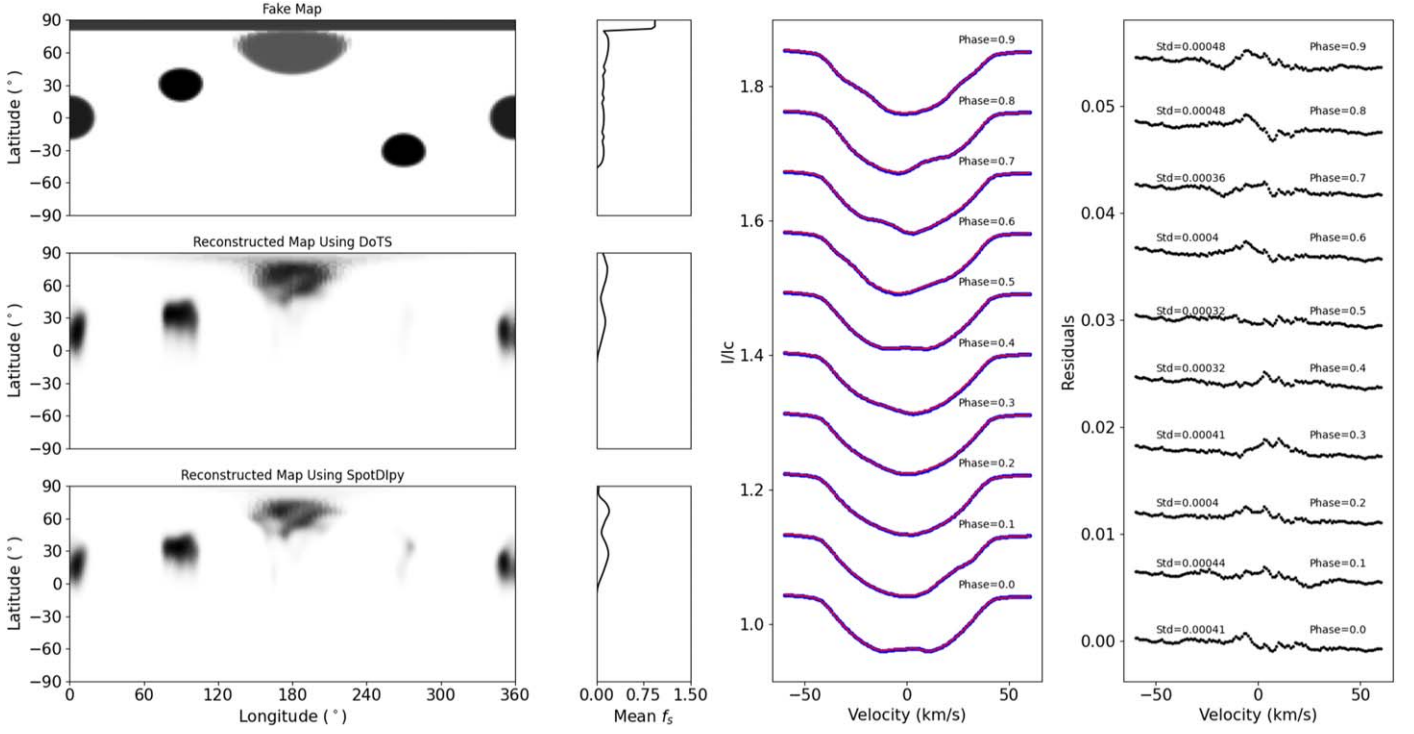 Fake Map
90
60
30
0
−30
−60
−90
Latitude (°)
Reconstructed Map Using DoTS
90
60
30
0
−30
−60
−90
Latitude (°)
Reconstructed Map Using SpotDIpy
90
60
30
0
−30
−60
−90
Latitude (°)
0 60 120 180 240 300 360
Longitude (°)
0.00 0.75 1.50
Mean fₛ
I/Ic
1.8
1.6
1.4
1.2
1.0
Phase=0.9
Phase=0.8
Phase=0.7
Phase=0.6
Phase=0.5
Phase=0.4
Phase=0.3
Phase=0.2
Phase=0.1
Phase=0.0
−50 0 50
Velocity (km/s)
Residuals
0.05
0.04
0.03
0.02
0.01
0.00
Std=0.00048 Phase=0.9
Std=0.00048 Phase=0.8
Std=0.00036 Phase=0.7
Std=0.0004 Phase=0.6
Std=0.00032 Phase=0.5
Std=0.00032 Phase=0.4
Std=0.00041 Phase=0.3
Std=0.0004 Phase=0.2
Std=0.00044 Phase=0.1
Std=0.00041 Phase=0.0
−50 0 50
Velocity (km/s)